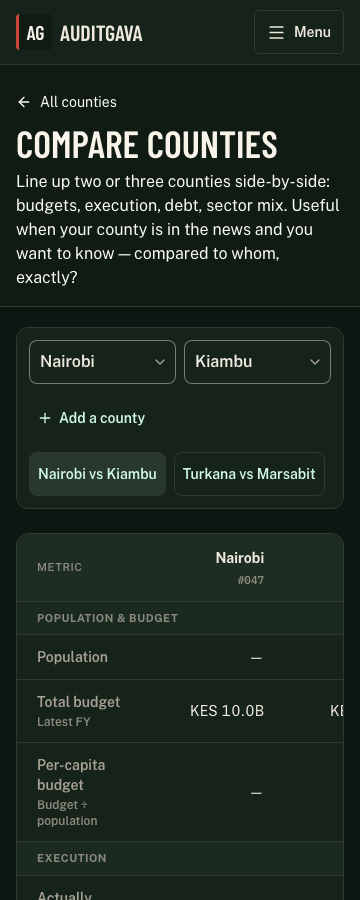 AG AUDITGAVA Menu
All counties
COMPARE COUNTIES
Line up two or three counties side-by-side:
budgets, execution, debt, sector mix. Useful
when your county is in the news and you
want to know — compared to whom,
exactly?
Nairobi Kiambu
+ Add a county
Nairobi vs Kiambu Turkana vs Marsabit
METRIC Nairobi
#047
POPULATION & BUDGET
Population —
Total budget KES 10.0B
Latest FY
Per-capita
budget —
Budget ÷
population
EXECUTION
Actually